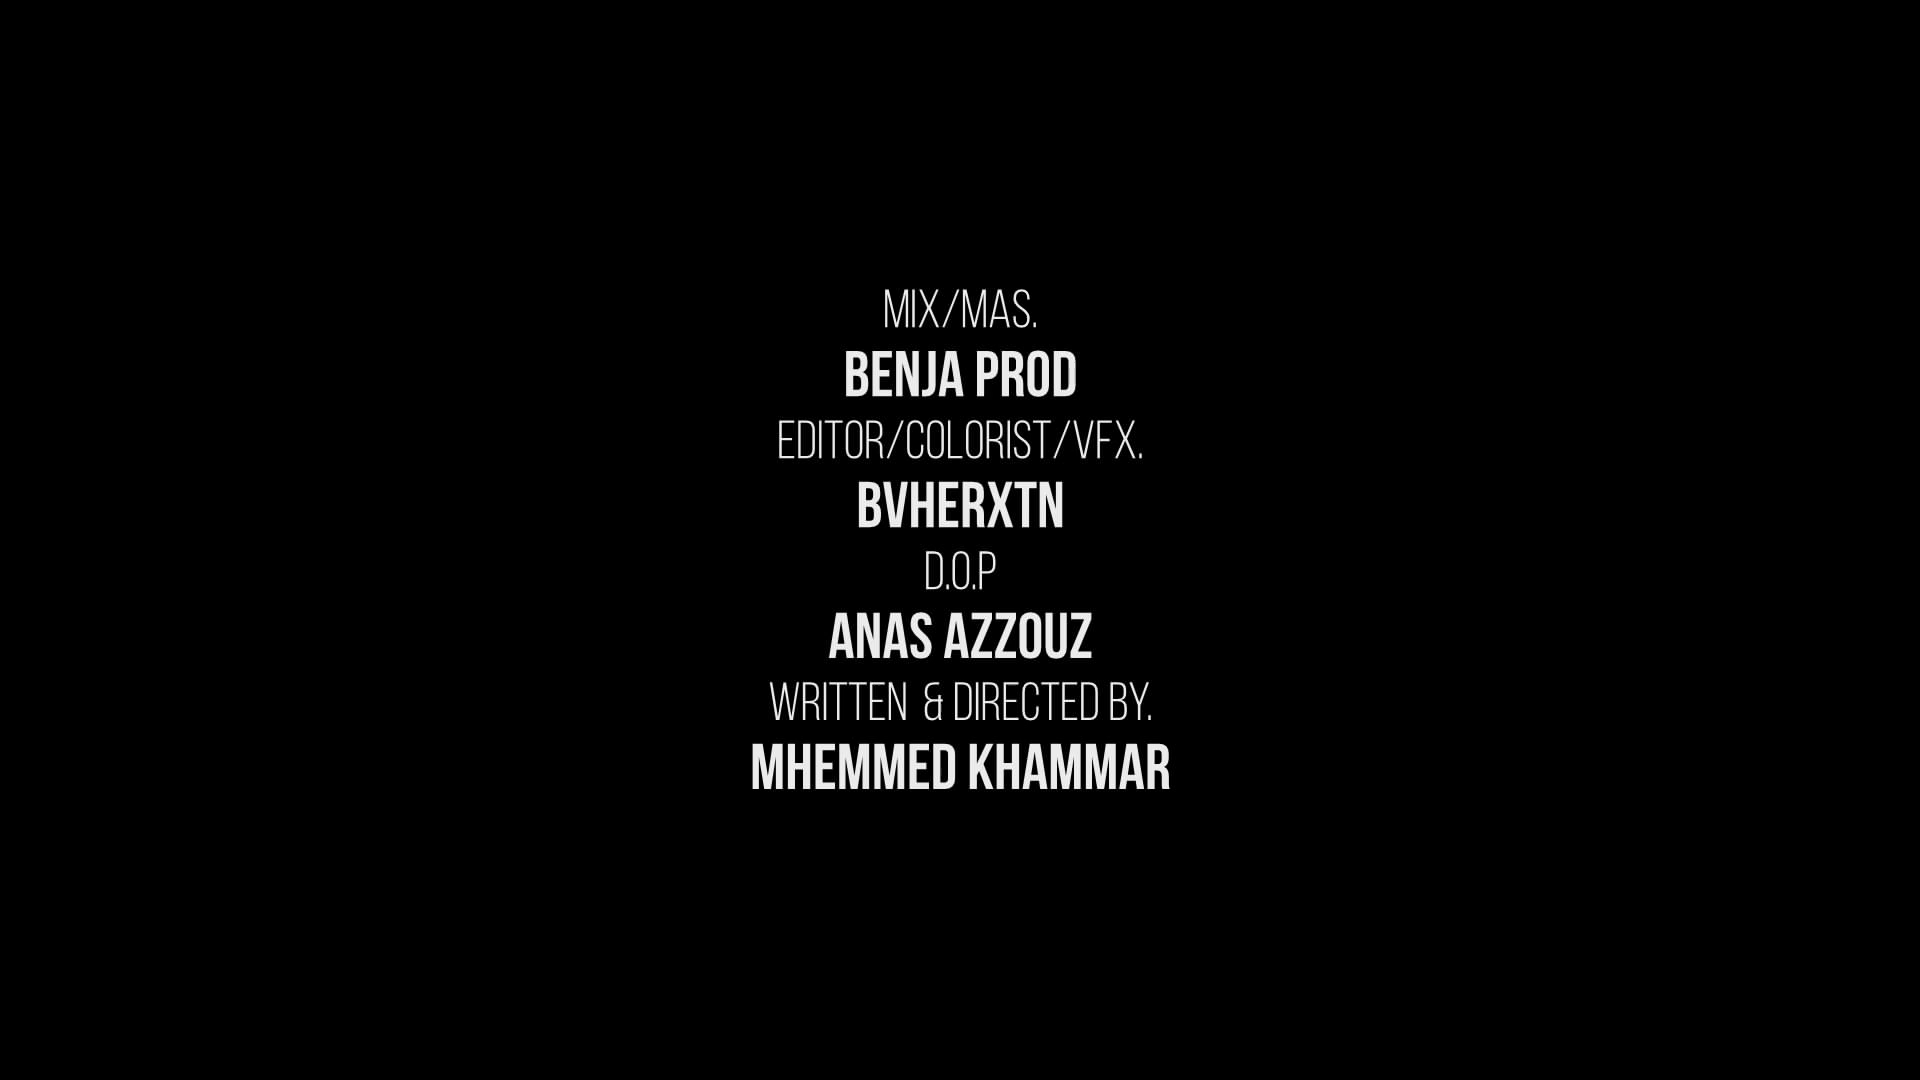 MIX/MAS.
BENJA PROD
EDITOR/COLORIST/VFX.
BVHERXTN
D.O.P
ANAS AZZOUZ
WRITTEN & DIRECTED BY.
MHEMMED KHAMMAR